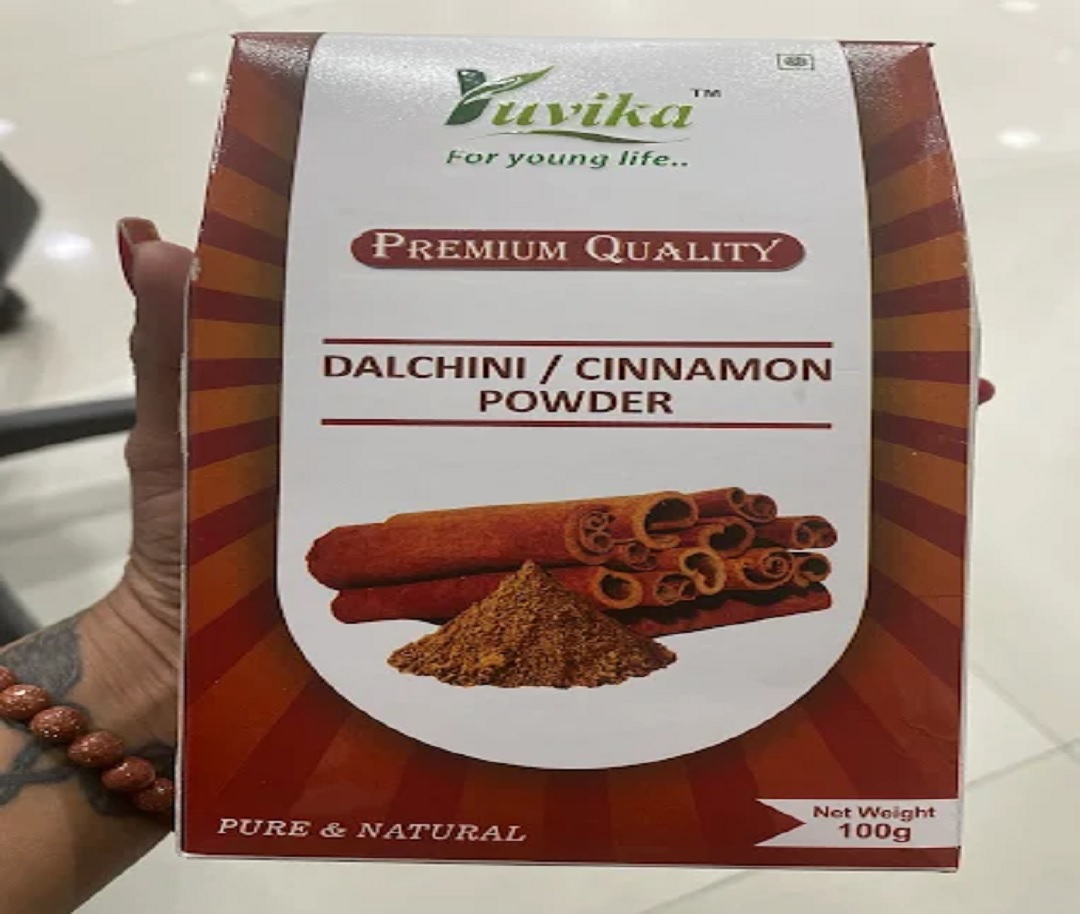 Yuvika™
For young life..
PREMIUM QUALITY
DALCHINI / CINNAMON
POWDER
PURE & NATURAL
Net Weight
100g